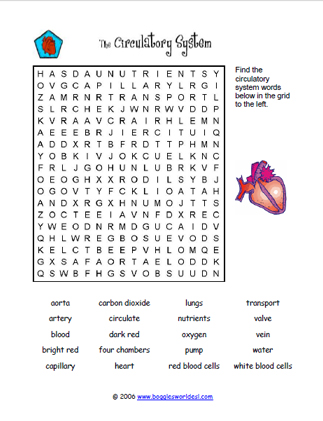 The Circulatory System
Find the
circulatory
system words
below in the grid
to the left.
H A S D A U N U T R I E N T S Y
O V G C A P I L L A R Y L R G I
Z A M R N R T R A N S P O R T L
S L R C H E K J W N R W V D D P
K V R A A V C R A I R H L E M N
A E E E B R J I E R C I T U I Q
A D D X R T B F R D T T P H M N
Y O B K I V J O K C U E L K N C
F R L J G O H U N L U B R K V F
O E O G H X X R O D I L S Y B J
O G O V T Y F C K L I O A T A H
A N D X R G X H N U M O J T T S
Z O C T E E I A V N F D X R E C
Y W E O D N R M D G U C A I D V
Q H L W R E G B O S U E V O D S
K E L C T B E E P V H L O M Q E
G X S A F A O R T A E L O D D K
Q S W B F H G S V O B S U U D N
aorta carbon dioxide lungs transport
artery circulate nutrients valve
blood dark red oxygen vein
bright red four chambers pump water
capillary heart red blood cells white blood cells
© 2006 www.bogglesworldesl.com